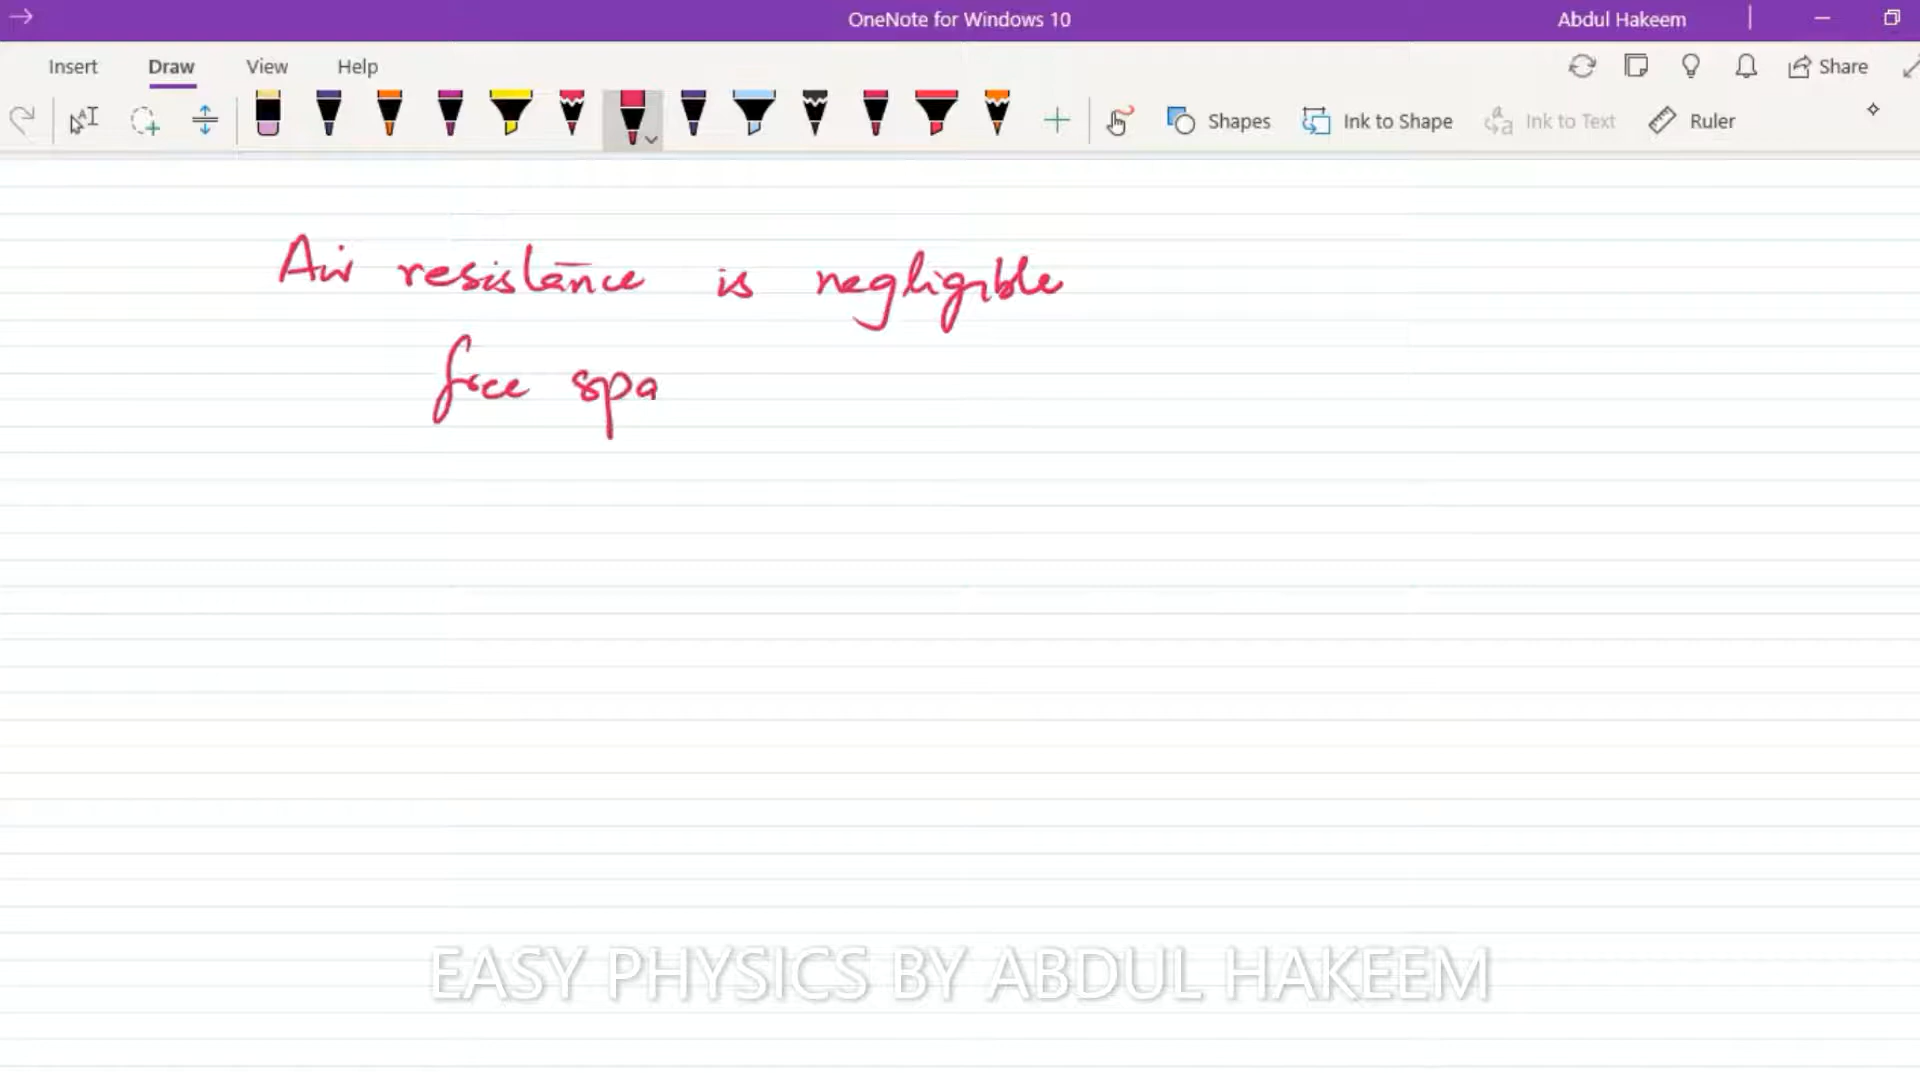 OneNote for Windows 10 Abdul Hakeem
Insert Draw View Help Share
Shapes Ink to Shape Ink to Text Ruler
Air resistance is negligible
free spa
EASY PHYSICS BY ABDUL HAKEEM